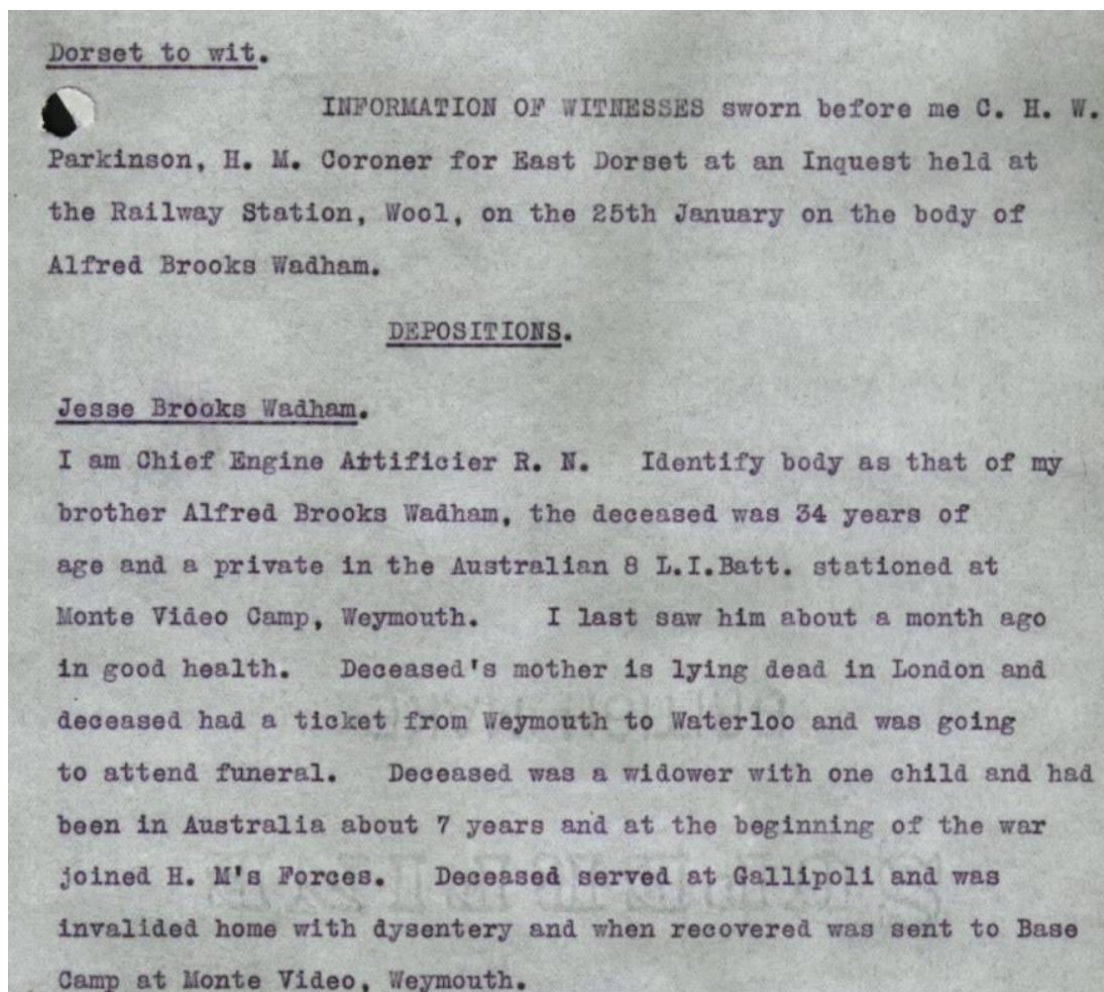 Dorset to wit.
INFORMATION OF WITNESSES sworn before me C. H. W.
Parkinson, H. M. Coroner for East Dorset at an Inquest held at
the Railway Station, Wool, on the 25th January on the body of
Alfred Brooks Wadham.
DEPOSITIONS.
Jesse Brooks Wadham.
I am Chief Engine Attificier R. N. Identify body as that of my
brother Alfred Brooks Wadham, the deceased was 34 years of
age and a private in the Australian 8 L.I.Batt. stationed at
Monte Video Camp, Weymouth. I last saw him about a month ago
in good health. Deceased's mother is lying dead in London and
deceased had a ticket from Weymouth to Waterloo and was going
to attend funeral. Deceased was a widower with one child and had
been in Australia about 7 years and at the beginning of the war
joined H. M's Forces. Deceased served at Gallipoli and was
invalided home with dysentery and when recovered was sent to Base
Camp at Monte Video, Weymouth.